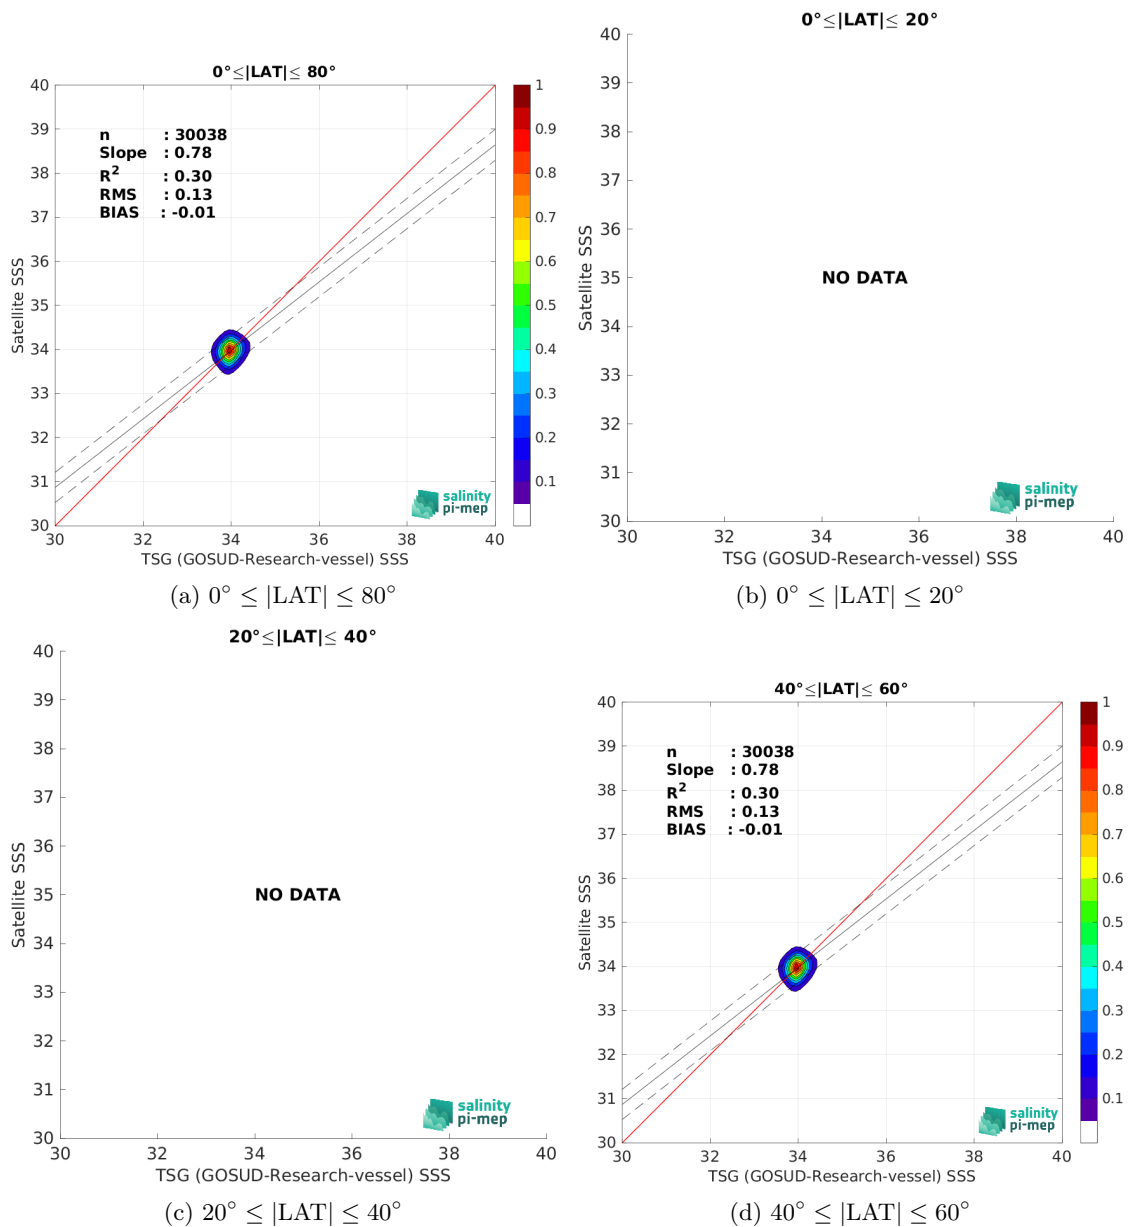 0°≤|LAT|≤ 80°
40
39
38
37
36
35
34
33
32
31
30
30
32
34
36
38
40
Satellite SSS
TSG (GOSUD-Research-vessel) SSS
n : 30038
Slope : 0.78
R² : 0.30
RMS : 0.13
BIAS : -0.01
1
0.9
0.8
0.7
0.6
0.5
0.4
0.3
0.2
0.1
salinity
pi-mep
(a) 0° ≤ |LAT| ≤ 80°
0°≤|LAT|≤ 20°
40
39
38
37
36
35
34
33
32
31
30
30
32
34
36
38
40
Satellite SSS
TSG (GOSUD-Research-vessel) SSS
NO DATA
salinity
pi-mep
(b) 0° ≤ |LAT| ≤ 20°
20°≤|LAT|≤ 40°
40
39
38
37
36
35
34
33
32
31
30
30
32
34
36
38
40
Satellite SSS
TSG (GOSUD-Research-vessel) SSS
NO DATA
salinity
pi-mep
(c) 20° ≤ |LAT| ≤ 40°
40°≤|LAT|≤ 60°
40
39
38
37
36
35
34
33
32
31
30
30
32
34
36
38
40
Satellite SSS
TSG (GOSUD-Research-vessel) SSS
n : 30038
Slope : 0.78
R² : 0.30
RMS : 0.13
BIAS : -0.01
1
0.9
0.8
0.7
0.6
0.5
0.4
0.3
0.2
0.1
salinity
pi-mep
(d) 40° ≤ |LAT| ≤ 60°